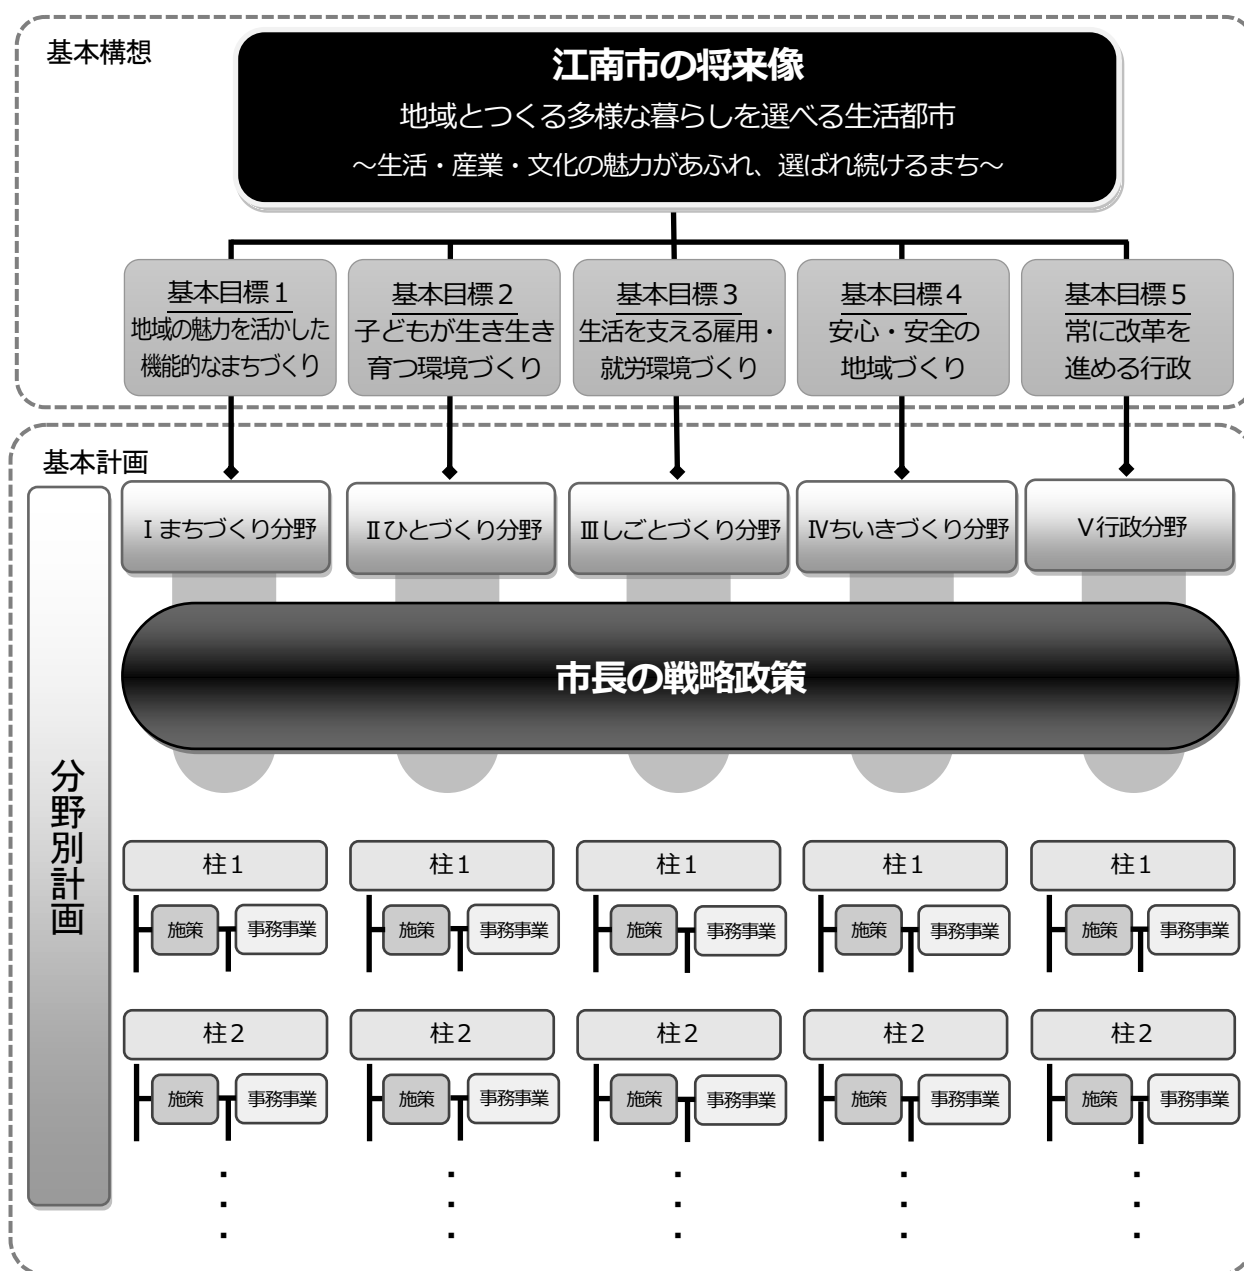 基本構想
江南市の将来像
地域とつくる多様な暮らしを選べる生活都市
～生活・産業・文化の魅力があふれ、選ばれ続けるまち～
基本目標１
地域の魅力を活かした
機能的なまちづくり
基本目標２
子どもが生き生き
育つ環境づくり
基本目標３
生活を支える雇用・
就労環境づくり
基本目標４
安心・安全の
地域づくり
基本目標５
常に改革を
進める行政
基本計画
分野別計画
Ⅰまちづくり分野
Ⅱひとづくり分野
Ⅲしごとづくり分野
Ⅳちいきづくり分野
Ⅴ行政分野
市長の戦略政策
柱１
柱１
柱１
柱１
柱１
施策 事務事業
施策 事務事業
施策 事務事業
施策 事務事業
施策 事務事業
柱２
柱２
柱２
柱２
柱２
施策 事務事業
施策 事務事業
施策 事務事業
施策 事務事業
施策 事務事業